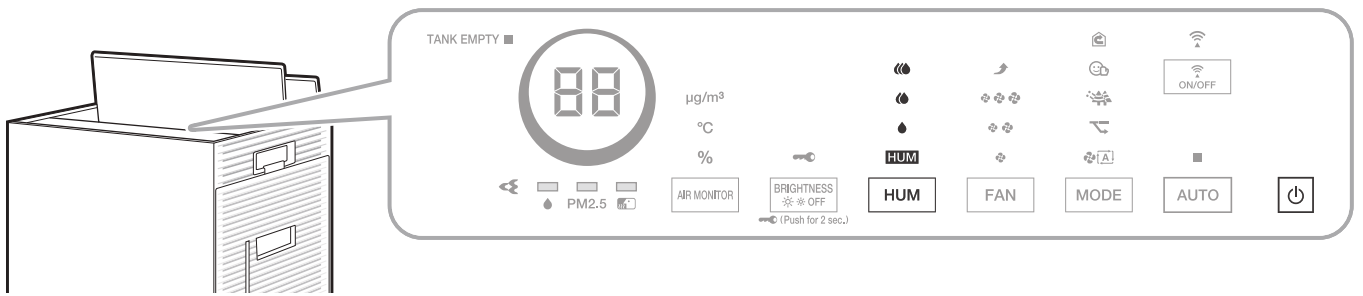 TANK EMPTY
88
µg/m³
°C
%
PM2.5
AIR MONITOR
BRIGHTNESS
OFF
(Push for 2 sec.)
HUM
HUM
FAN
A
MODE
ON/OFF
AUTO